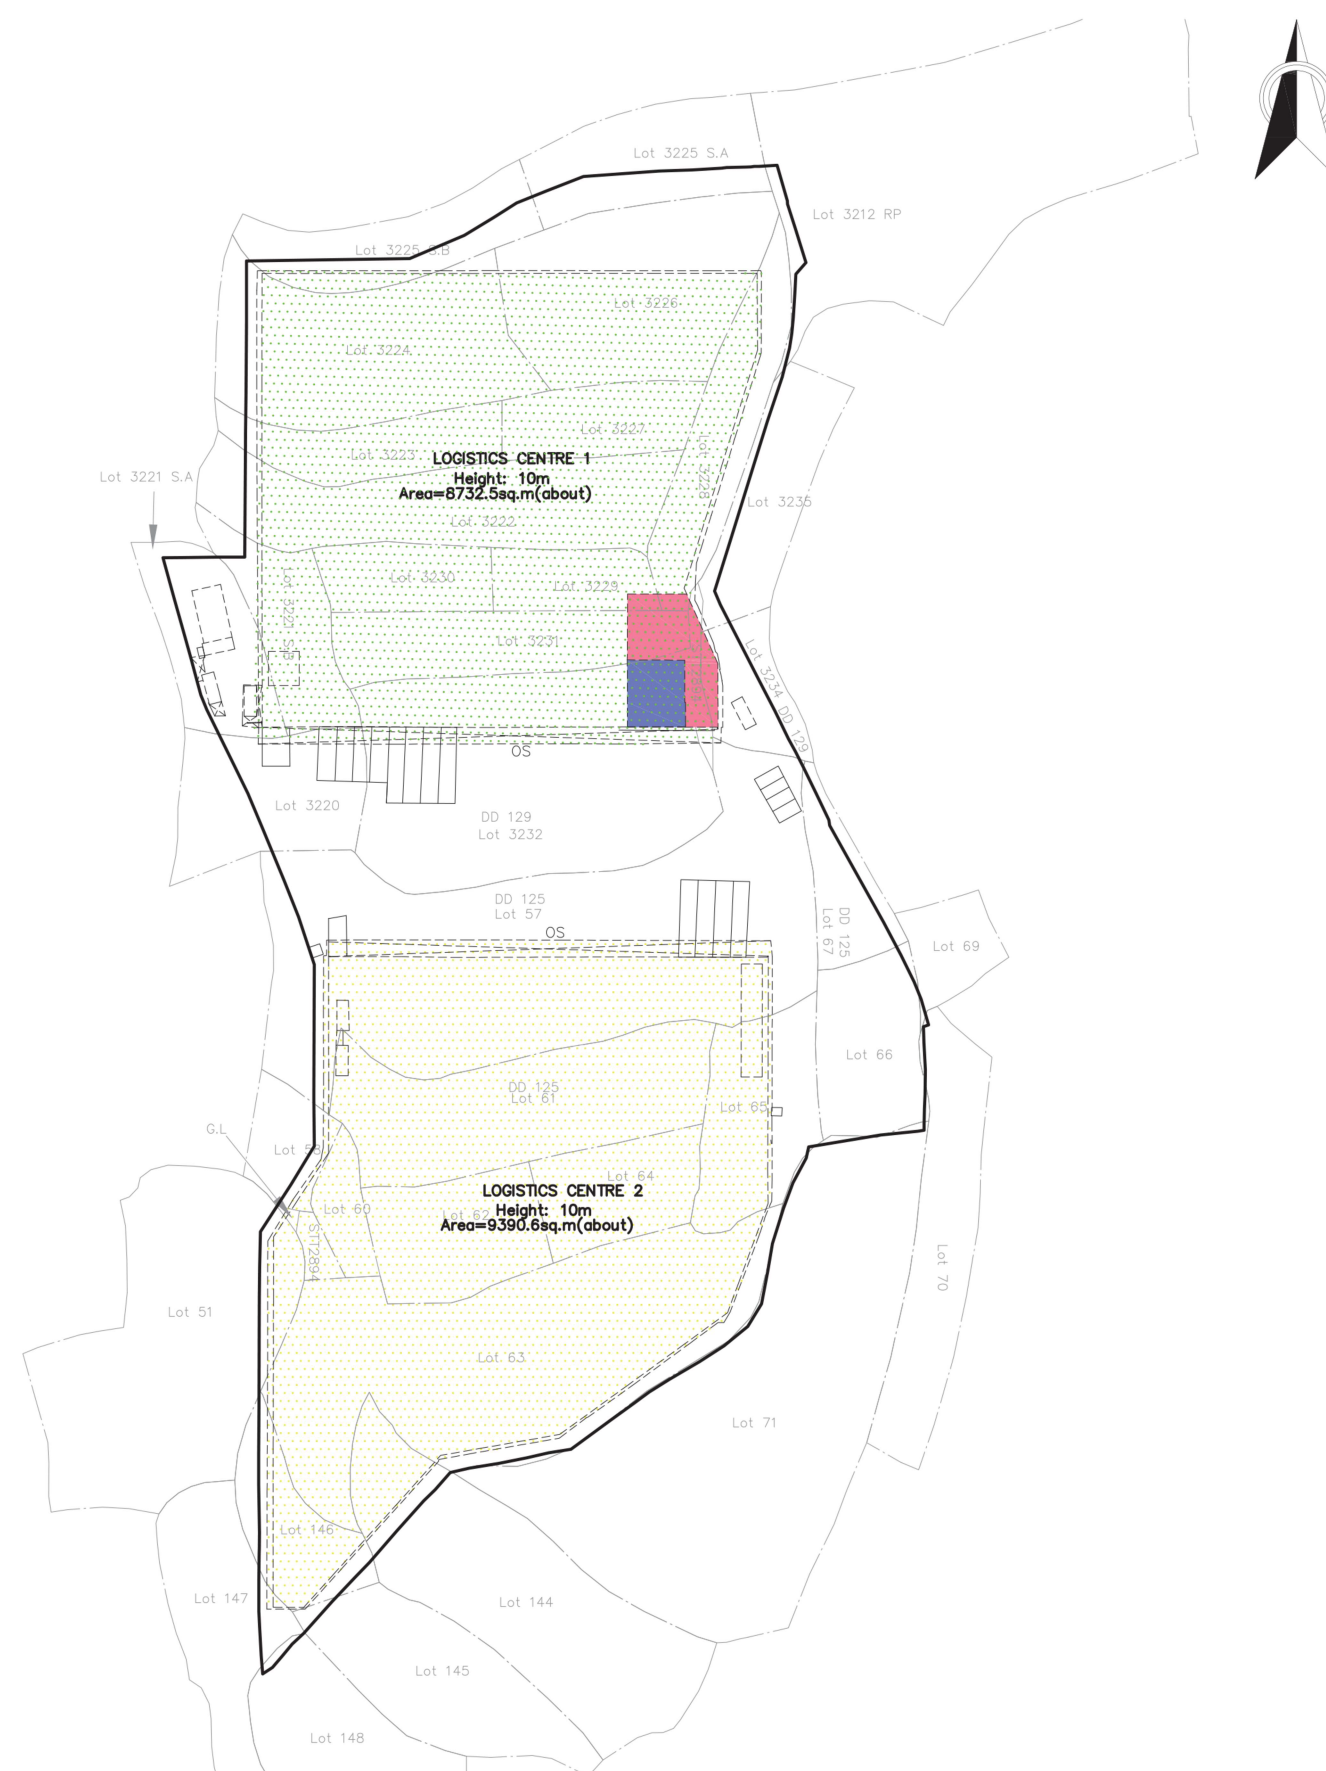 Lot 3225 S.A
Lot 3212 RP
Lot 3225 S.B
Lot 3226
Lot 3224
Lot 3227
Lot 3223
LOGISTICS CENTRE 1
Height: 10m
Area=8732.5sq.m(about)
Lot 3228
Lot 3221 S.A
Lot 3235
Lot 3222
Lot 3230
Lot 3229
Lot 3221 S.B
Lot 3231
Lot 3234 DD 129
OS
Lot 3220
DD 129
Lot 3232
DD 125
Lot 57
OS
DD 125
Lot 67
Lot 69
Lot 66
DD 125
Lot 61
Lot 65
G.L
Lot 58
Lot 64
LOGISTICS CENTRE 2
Height: 10m
Area=9390.6sq.m(about)
Lot 60
Lot 62
STT2894
Lot 70
Lot 51
Lot 63
Lot 71
Lot 146
Lot 147
Lot 144
Lot 145
Lot 148